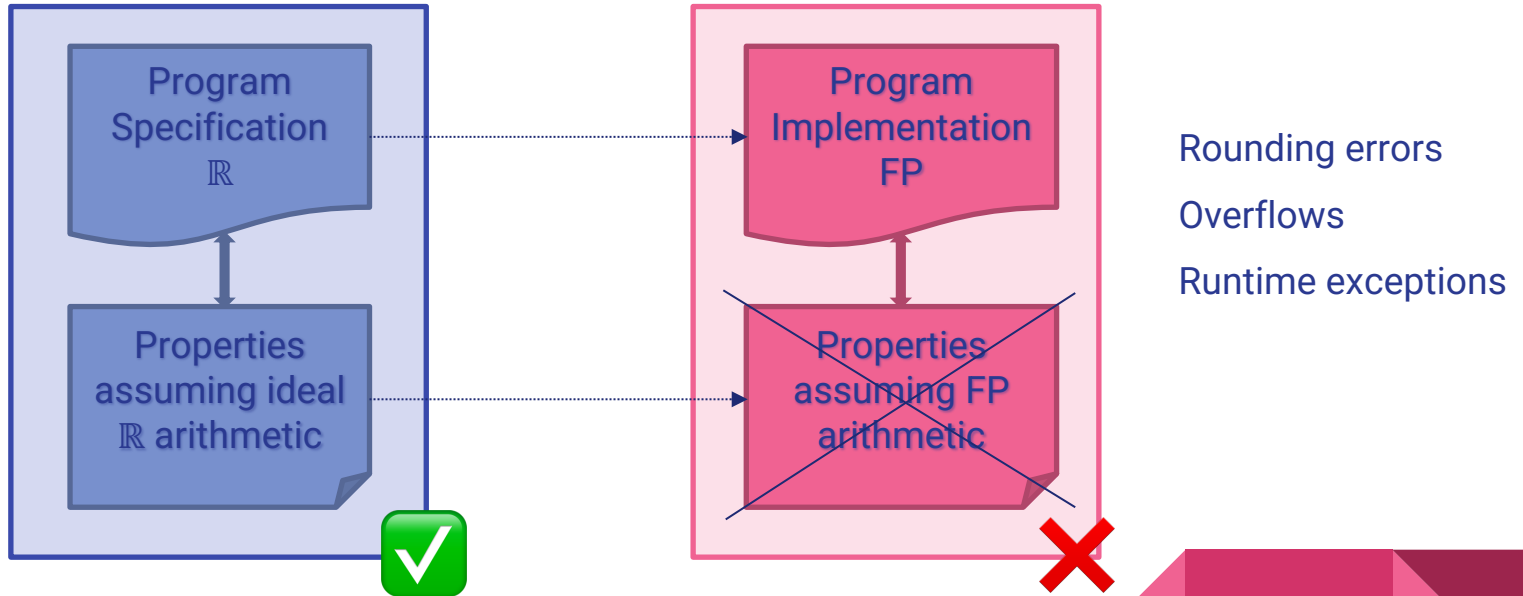 Program
Specification
ℝ
Properties
assuming ideal
ℝ arithmetic
Program
Implementation
FP
Properties
assuming FP
arithmetic
Rounding errors
Overflows
Runtime exceptions